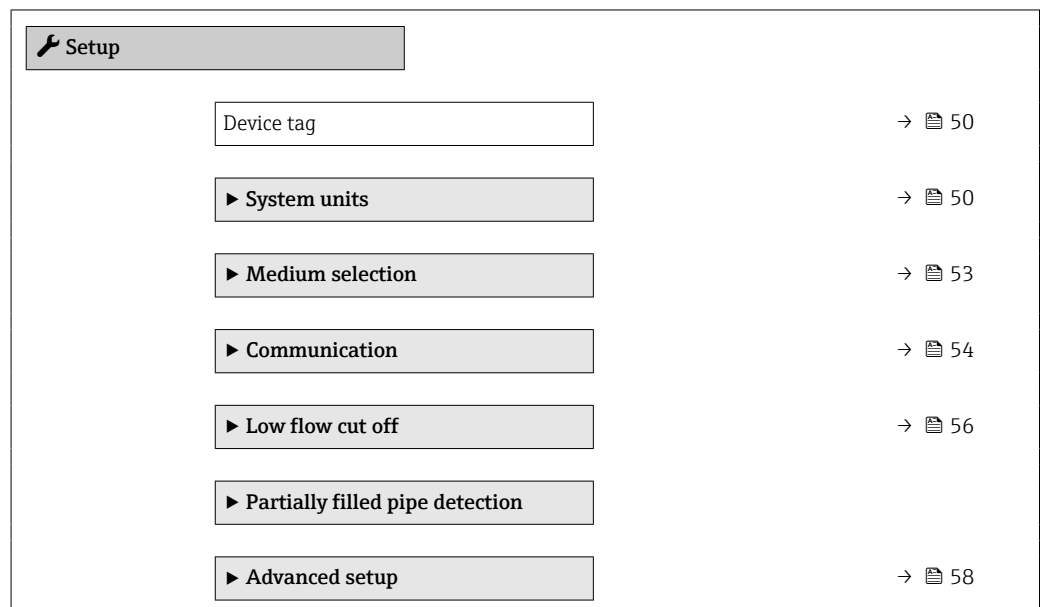 Setup
Device tag → 50
▶ System units → 50
▶ Medium selection → 53
▶ Communication → 54
▶ Low flow cut off → 56
▶ Partially filled pipe detection
▶ Advanced setup → 58